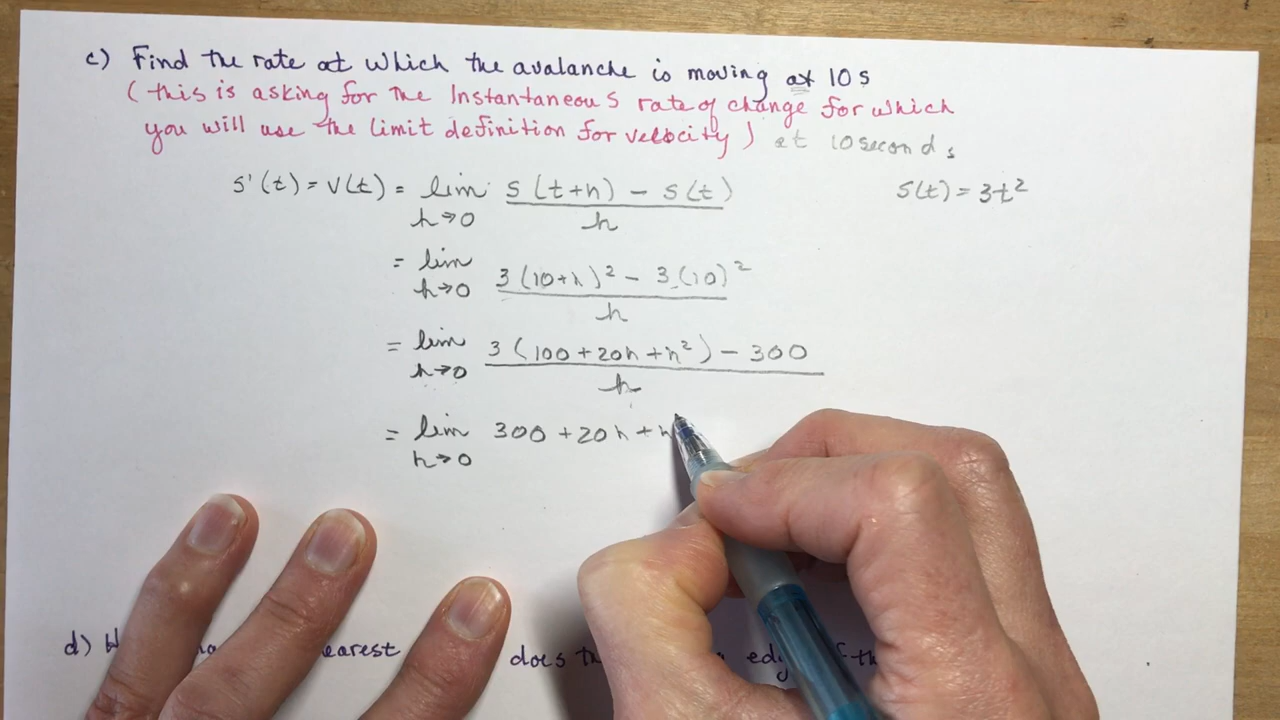 c) Find the rate at which the avalanche is moving at 10 s
(this is asking for the Instantaneous rate of change for which
you will use the limit definition for velocity) at 10 seconds
s'(t) = v(t) = lim h→0 s(t+h) - s(t) / h
s(t) = 3t²
= lim h→0 3(10+h)² - 3(10)² / h
= lim h→0 3(100+20h+h²) - 300 / h
= lim h→0 300 + 20h + h
d) earest does edge